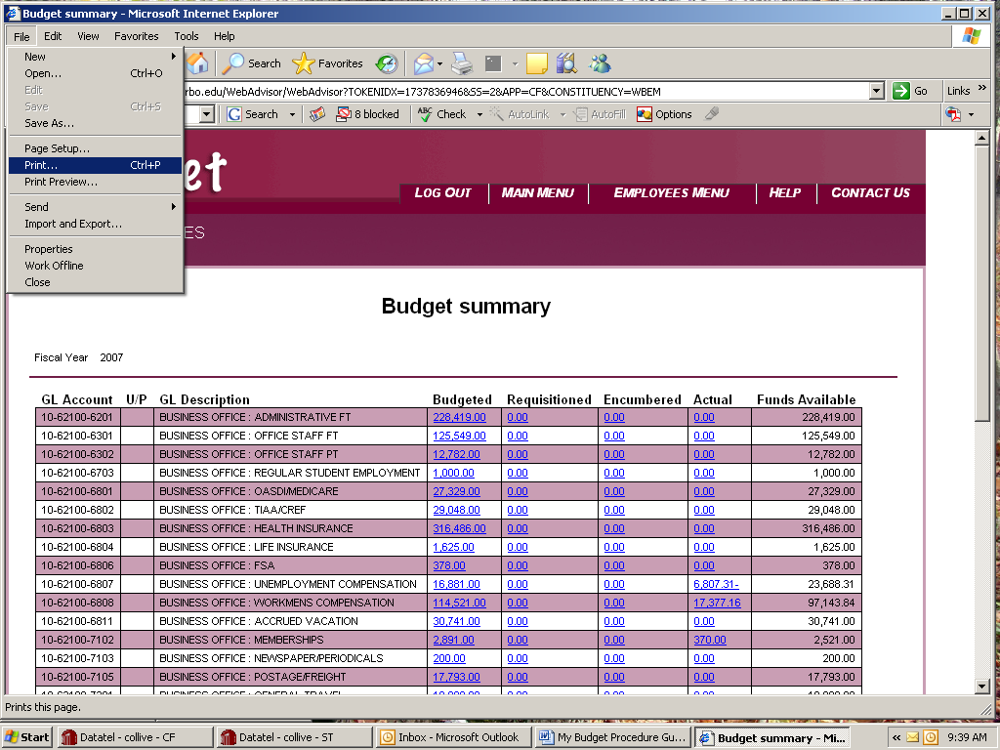 Budget summary - Microsoft Internet Explorer
File Edit View Favorites Tools Help
New
Open... Ctrl+O
Edit
Save Ctrl+S
Save As...
Page Setup...
Print... Ctrl+P
Print Preview...
Send
Import and Export...
Properties
Work Offline
Close
Search Favorites
rbo.edu/WebAdvisor/WebAdvisor?TOKENIDX=1737836946&SS=2&APP=CF&CONSTITUENCY=WBEM Go Links »
G Search 8 blocked ABC Check AutoLink AutoFill Options
et
LOG OUT MAIN MENU EMPLOYEES MENU HELP CONTACT US
ES
Budget summary
Fiscal Year 2007
GL Account U/P GL Description Budgeted Requisitioned Encumbered Actual Funds Available
10-62100-6201 BUSINESS OFFICE : ADMINISTRATIVE FT 228,419.00 0.00 0.00 0.00 228,419.00
10-62100-6301 BUSINESS OFFICE : OFFICE STAFF FT 125,549.00 0.00 0.00 0.00 125,549.00
10-62100-6302 BUSINESS OFFICE : OFFICE STAFF PT 12,782.00 0.00 0.00 0.00 12,782.00
10-62100-6703 BUSINESS OFFICE : REGULAR STUDENT EMPLOYMENT 1,000.00 0.00 0.00 0.00 1,000.00
10-62100-6801 BUSINESS OFFICE : OASDI/MEDICARE 27,329.00 0.00 0.00 0.00 27,329.00
10-62100-6802 BUSINESS OFFICE : TIAA/CREF 29,048.00 0.00 0.00 0.00 29,048.00
10-62100-6803 BUSINESS OFFICE : HEALTH INSURANCE 316,486.00 0.00 0.00 0.00 316,486.00
10-62100-6804 BUSINESS OFFICE : LIFE INSURANCE 1,625.00 0.00 0.00 0.00 1,625.00
10-62100-6806 BUSINESS OFFICE : FSA 378.00 0.00 0.00 0.00 378.00
10-62100-6807 BUSINESS OFFICE : UNEMPLOYMENT COMPENSATION 16,881.00 0.00 0.00 6,807.31- 23,688.31
10-62100-6808 BUSINESS OFFICE : WORKMENS COMPENSATION 114,521.00 0.00 0.00 17,377.16 97,143.84
10-62100-6811 BUSINESS OFFICE : ACCRUED VACATION 30,741.00 0.00 0.00 0.00 30,741.00
10-62100-7102 BUSINESS OFFICE : MEMBERSHIPS 2,891.00 0.00 0.00 370.00 2,521.00
10-62100-7103 BUSINESS OFFICE : NEWSPAPER/PERIODICALS 200.00 0.00 0.00 0.00 200.00
10-62100-7105 BUSINESS OFFICE : POSTAGE/FREIGHT 17,793.00 0.00 0.00 0.00 17,793.00
BUSINESS OFFICE : GENERAL TRAVEL
Prints this page.
Start Datatel - collive - CF Datatel - collive - ST Inbox - Microsoft Outlook My Budget Procedure Gu... Budget summary - Mi... « 9:39 AM